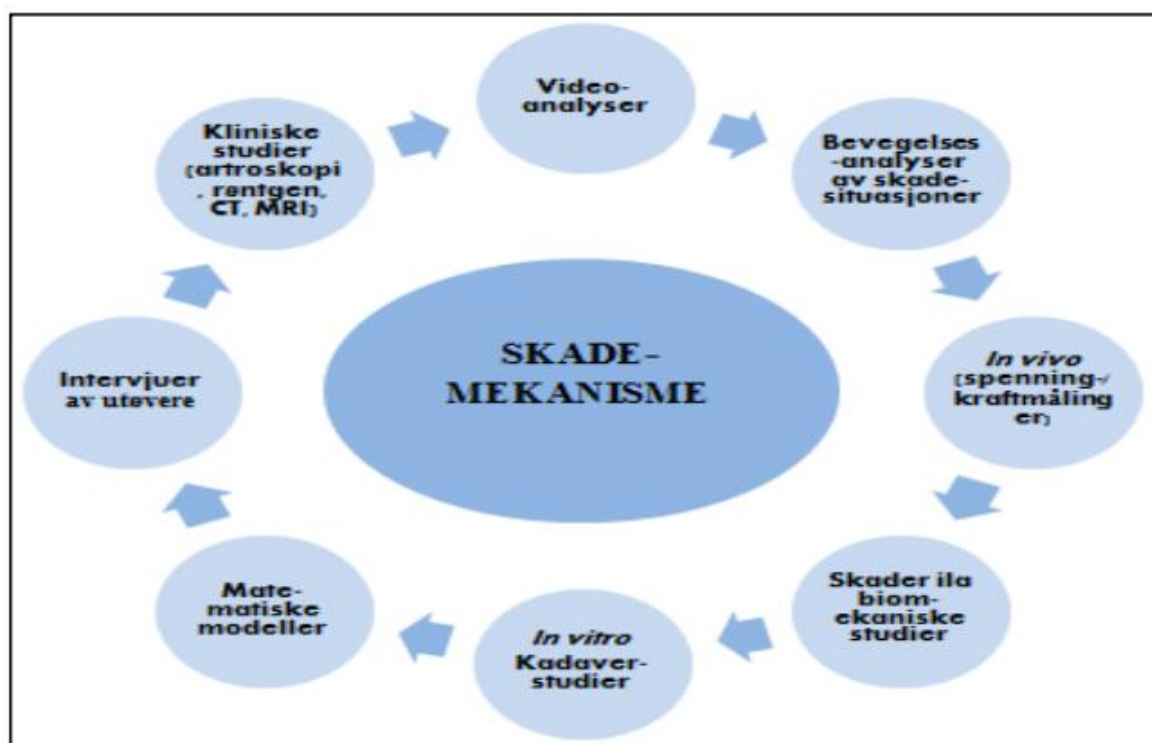 Video-
analyser
Bevegelses
-analyser
av skade-
situasjoner
In vivo
(spenning-/
kraftmåling
er)
Skader ila
biom-
ekaniske
studier
In vitro
Kadaver-
studier
Mate-
matiske
modeller
Intervjuer
av utøvere
Kliniske
studier
(artroskopi
, røntgen,
CT, MRI)
SKADE-
MEKANISME